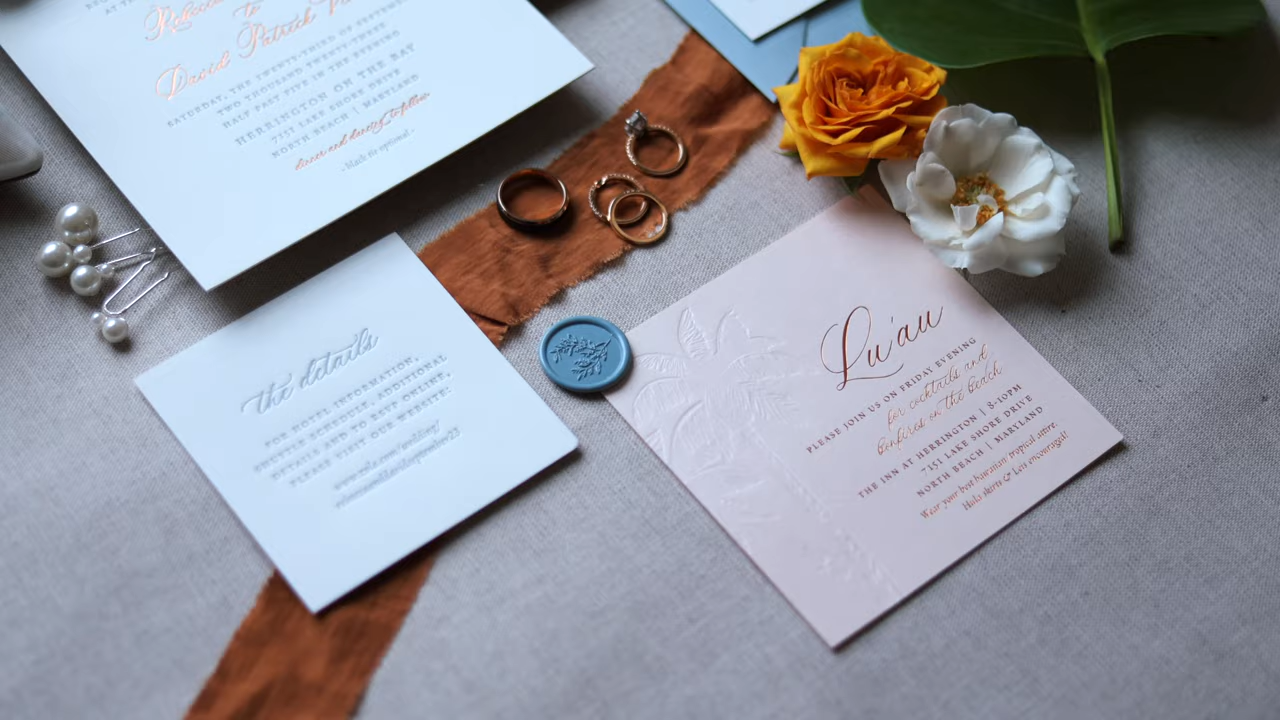 to
David Patrick
SATURDAY, THE TWENTY-THIRD OF SEPTEMBER
TWO THOUSAND TWENTY-THREE
HALF PAST FIVE IN THE EVENING
HERRINGTON ON THE BAY
7151 LAKE SHORE DRIVE
NORTH BEACH | MARYLAND
dinner and dancing to follow
- black tie optional -
the details
FOR HOTEL INFORMATION,
SHUTTLE SCHEDULE, ADDITIONAL
DETAILS AND TO RSVP ONLINE,
PLEASE VISIT OUR WEBSITE:
Lu'au
PLEASE JOIN US ON FRIDAY EVENING
for cocktails and
bonfires on the beach
THE INN AT HERRINGTON | 8-10PM
7151 LAKE SHORE DRIVE
NORTH BEACH | MARYLAND
Wear your best hawaiian/ tropical attire.
Hula skirts & Leis encouraged!